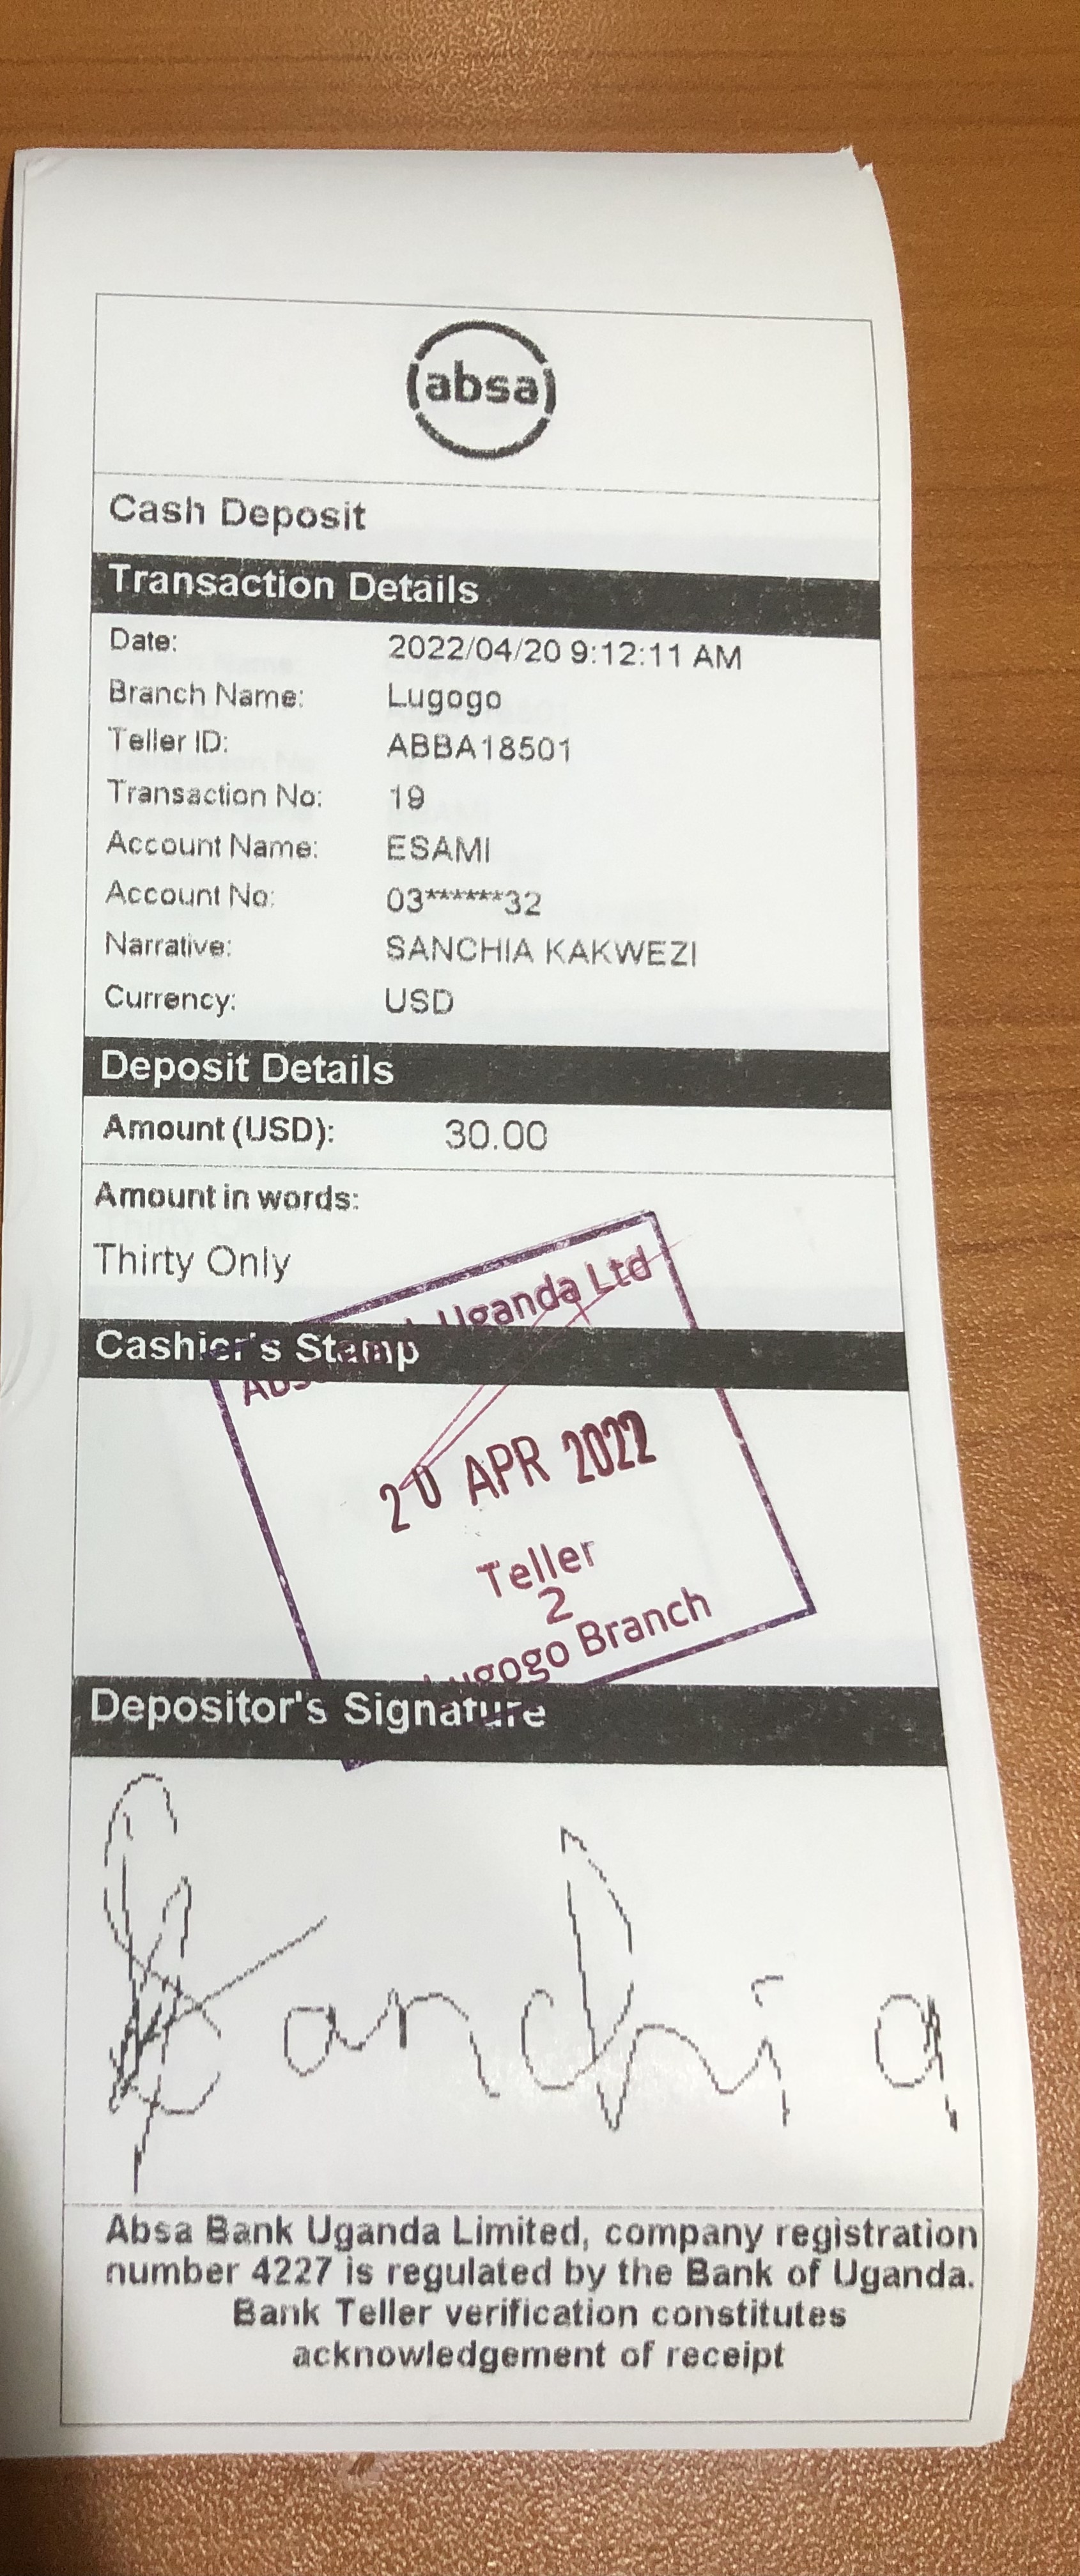 absa
Cash Deposit
Transaction Details
Date: 2022/04/20 9:12:11 AM
Branch Name: Lugogo
Teller ID: ABBA18501
Transaction No: 19
Account Name: ESAMI
Account No: 03******32
Narrative: SANCHIA KAKWEZI
Currency: USD
Deposit Details
Amount (USD): 30.00
Amount in words:
Thirty Only
Uganda Ltd
Cashier's Stamp
20 APR 2022
Teller
2
Lugogo Branch
Depositor's Signature
Sanchia
Absa Bank Uganda Limited, company registration
number 4227 is regulated by the Bank of Uganda.
Bank Teller verification constitutes
acknowledgement of receipt